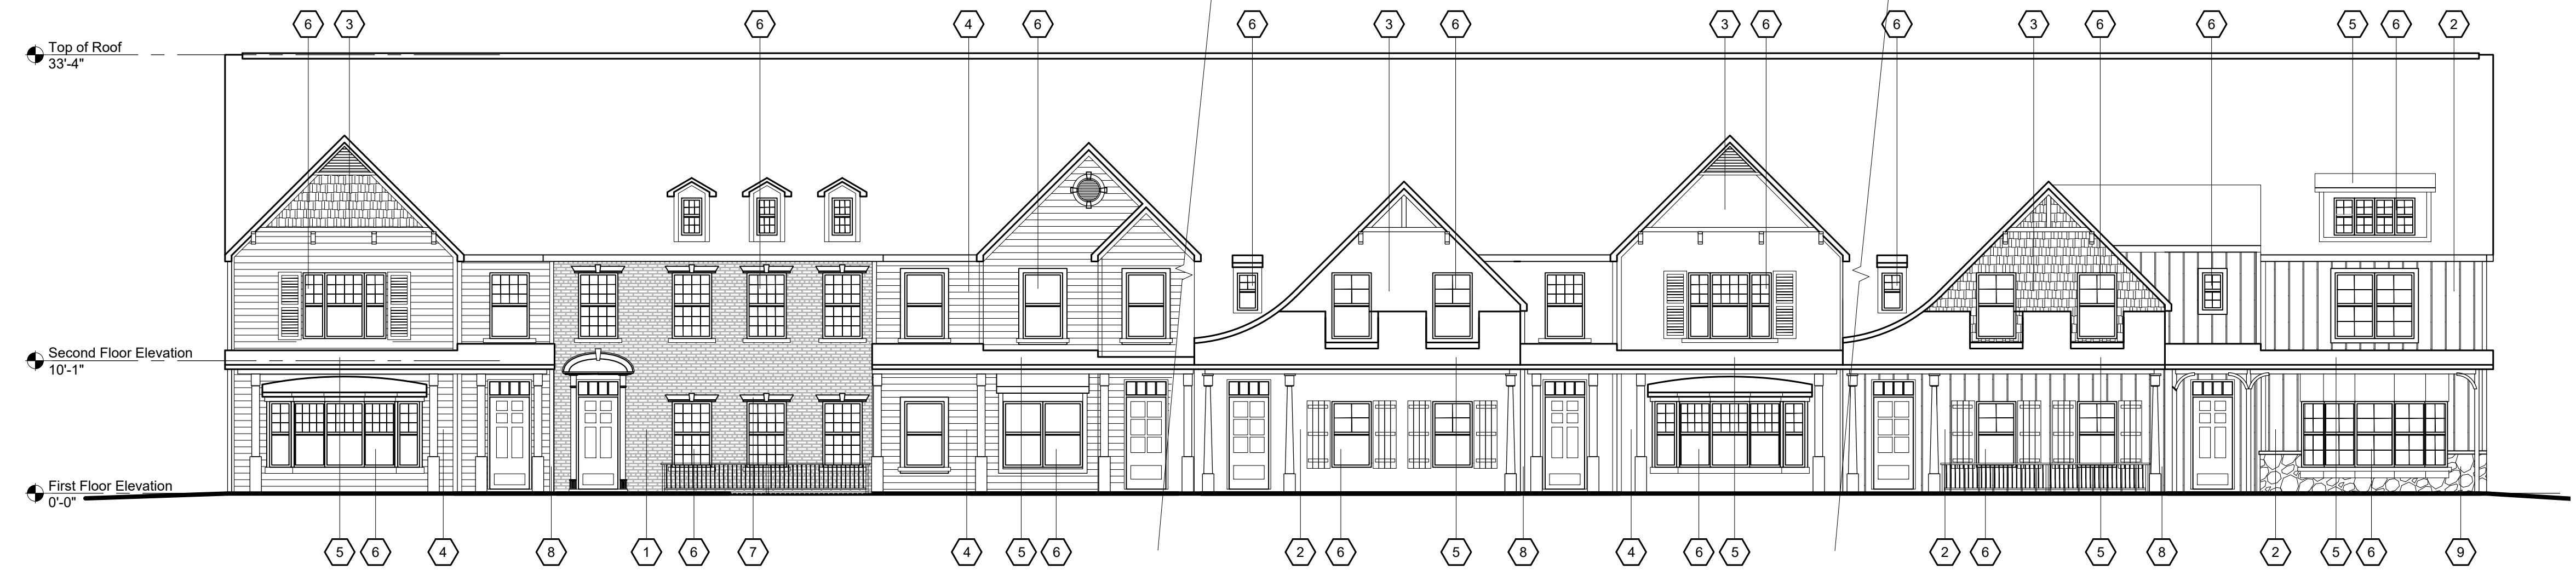 6 3 6 4 6 6 3 6 3 6 6 3 6 6 5 6 2
Top of Roof
33'-4"
Second Floor Elevation
10'-1"
First Floor Elevation
0'-0"
5 6 4 8 1 6 7 4 5 6 2 6 5 8 4 6 5 2 6 5 8 2 5 6 9